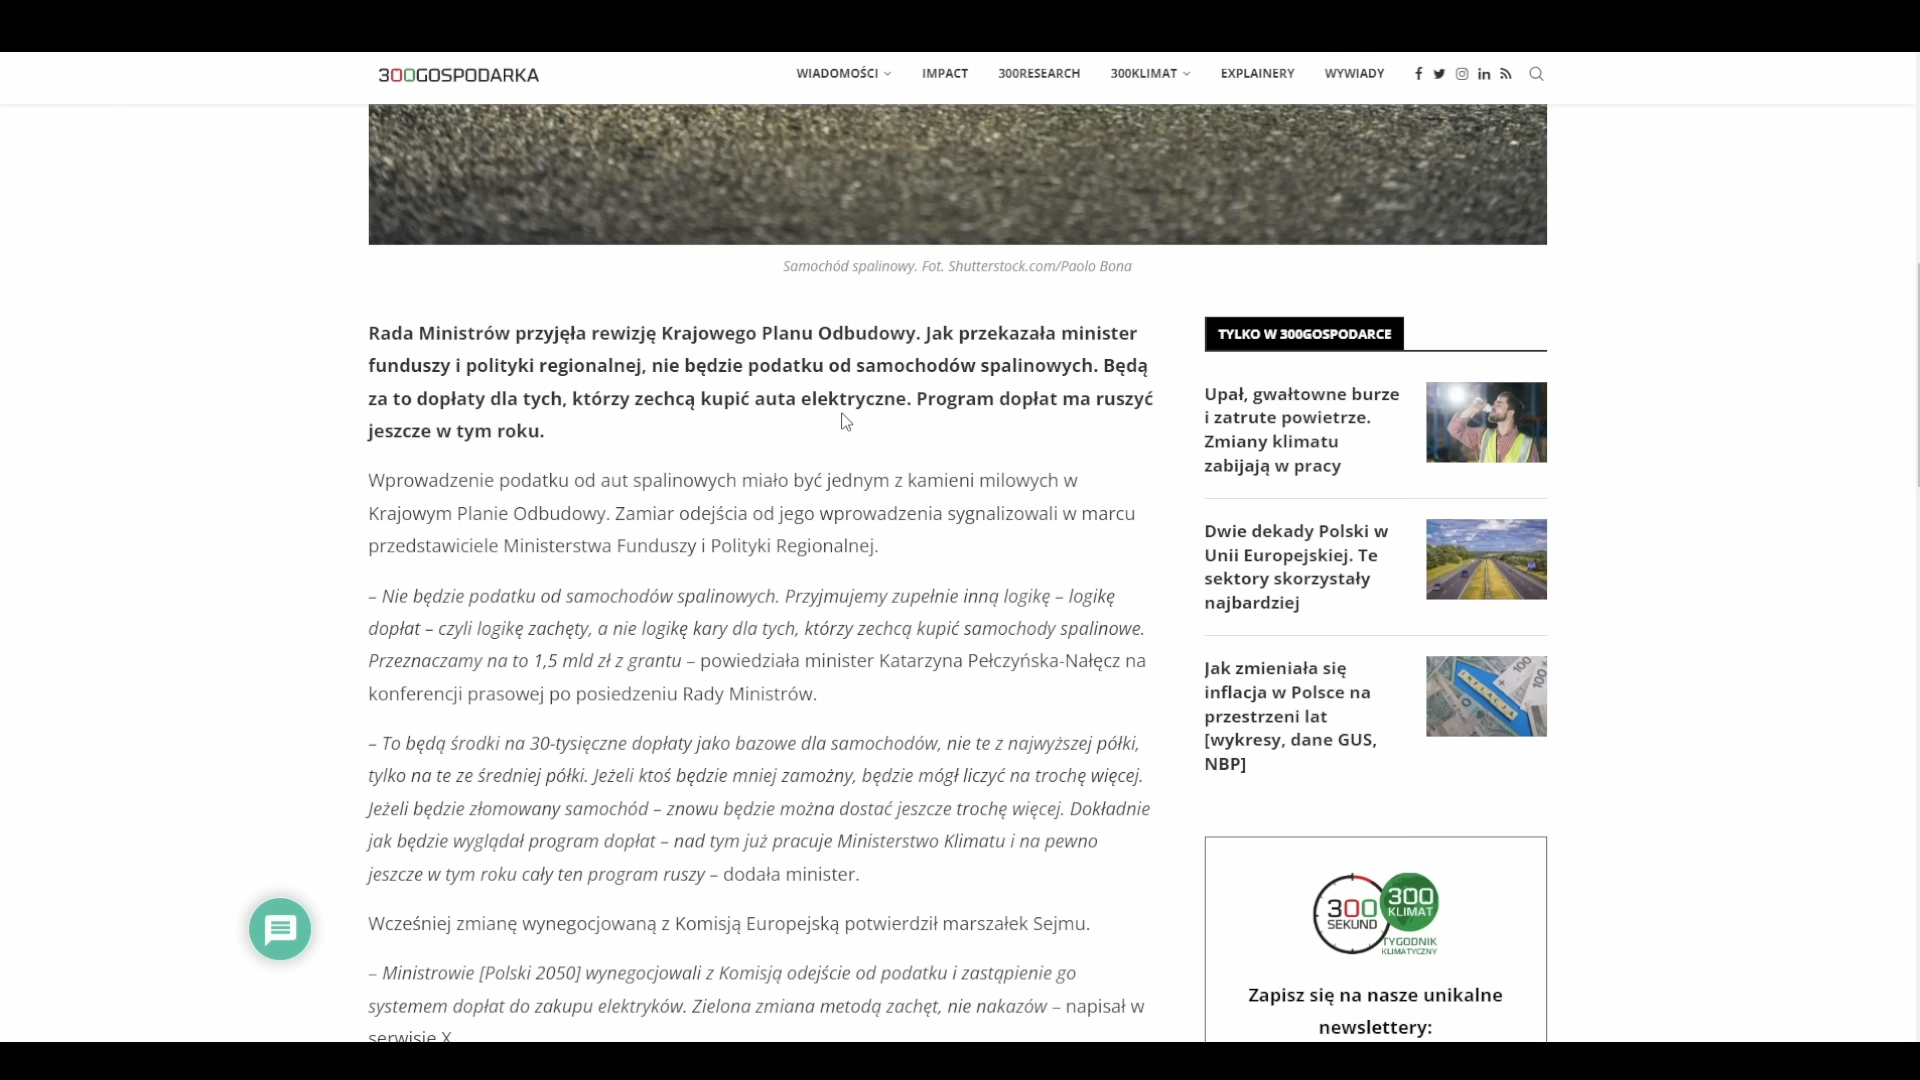 300GOSPODARKA
WIADOMOŚCI
IMPACT
300RESEARCH
300KLIMAT
EXPLAINERY
WYWIADY
Samochód spalinowy. Fot. Shutterstock.com/Paolo Bona
Rada Ministrów przyjęła rewizję Krajowego Planu Odbudowy. Jak przekazała minister
funduszy i polityki regionalnej, nie będzie podatku od samochodów spalinowych. Będą
za to dopłaty dla tych, którzy zechcą kupić auta elektryczne. Program dopłat ma ruszyć
jeszcze w tym roku.
Wprowadzenie podatku od aut spalinowych miało być jednym z kamieni milowych w
Krajowym Planie Odbudowy. Zamiar odejścia od jego wprowadzenia sygnalizowali w marcu
przedstawiciele Ministerstwa Funduszy i Polityki Regionalnej.
– Nie będzie podatku od samochodów spalinowych. Przyjmujemy zupełnie inną logikę – logikę
dopłat – czyli logikę zachęty, a nie logikę kary dla tych, którzy zechcą kupić samochody spalinowe.
Przeznaczamy na to 1,5 mld zł z grantu – powiedziała minister Katarzyna Pełczyńska-Nałęcz na
konferencji prasowej po posiedzeniu Rady Ministrów.
– To będą środki na 30-tysięczne dopłaty jako bazowe dla samochodów, nie te z najwyższej półki,
tylko na te ze średniej półki. Jeżeli ktoś będzie mniej zamożny, będzie mógł liczyć na trochę więcej.
Jeżeli będzie złomowany samochód – znowu będzie można dostać jeszcze trochę więcej. Dokładnie
jak będzie wyglądał program dopłat – nad tym już pracuje Ministerstwo Klimatu i na pewno
jeszcze w tym roku cały ten program ruszy – dodała minister.
Wcześniej zmianę wynegocjowaną z Komisją Europejską potwierdził marszałek Sejmu.
– Ministrowie [Polski 2050] wynegocjowali z Komisją odejście od podatku i zastąpienie go
systemem dopłat do zakupu elektryków. Zielona zmiana metodą zachęt, nie nakazów – napisał w
serwisie X.
TYLKO W 300GOSPODARCE
Upał, gwałtowne burze
i zatrute powietrze.
Zmiany klimatu
zabijają w pracy
Dwie dekady Polski w
Unii Europejskiej. Te
sektory skorzystały
najbardziej
Jak zmieniała się
inflacja w Polsce na
przestrzeni lat
[wykresy, dane GUS,
NBP]
INFLACJA
100
100
300
SEKUND
300
KLIMAT
TYGODNIK
KLIMATYCZNY
Zapisz się na nasze unikalne
newslettery: